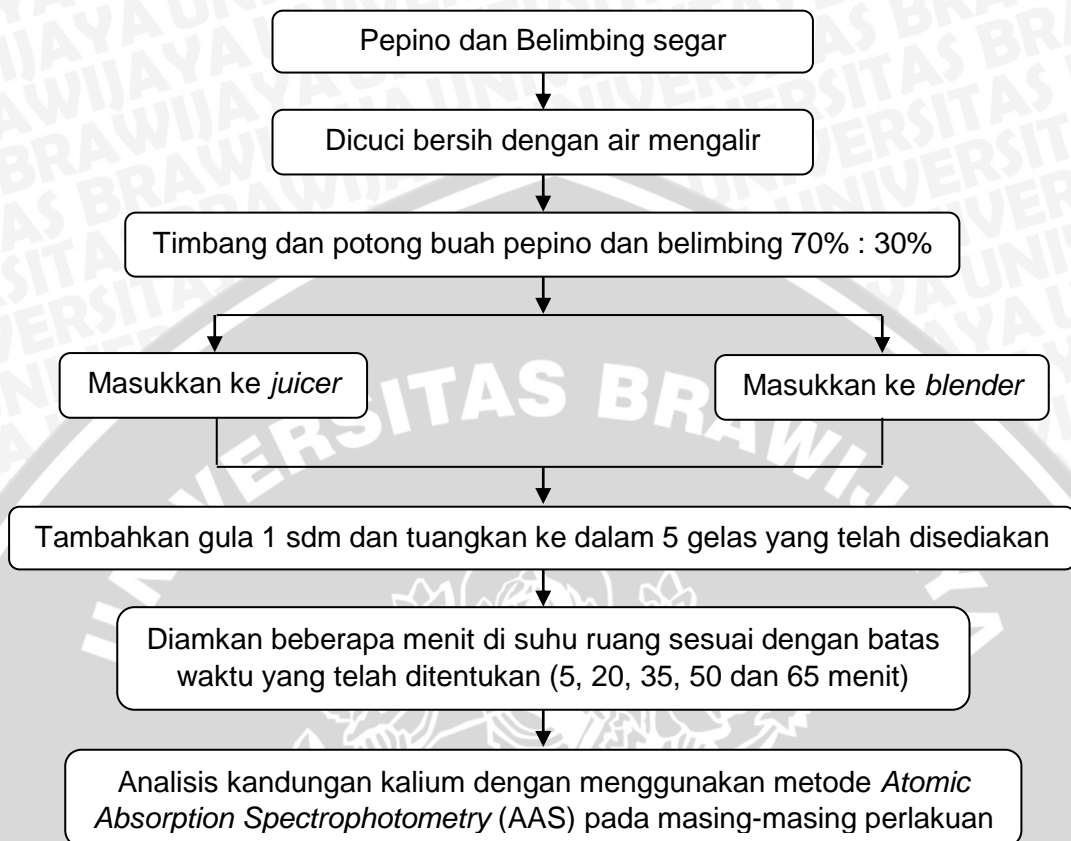 Pepino dan Belimbing segar
Dicuci bersih dengan air mengalir
Timbang dan potong buah pepino dan belimbing 70% : 30%
Masukkan ke juicer
Masukkan ke blender
Tambahkan gula 1 sdm dan tuangkan ke dalam 5 gelas yang telah disediakan
Diamkan beberapa menit di suhu ruang sesuai dengan batas
waktu yang telah ditentukan (5, 20, 35, 50 dan 65 menit)
Analisis kandungan kalium dengan menggunakan metode Atomic
Absorption Spectrophotometry (AAS) pada masing-masing perlakuan
UNIVERSITAS BRAWIJAYA